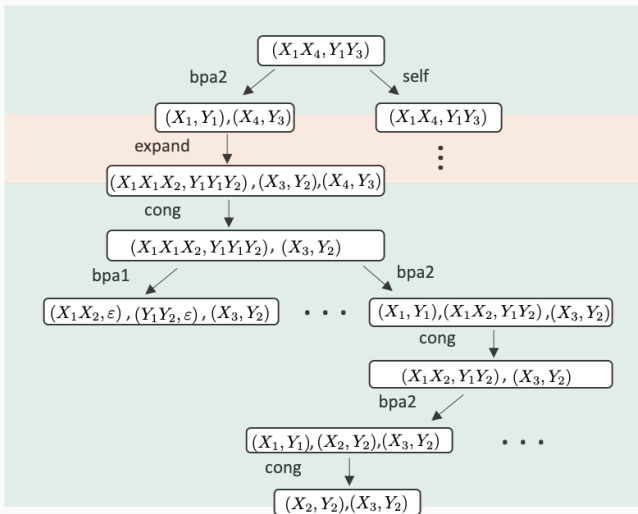 (X₁X₄, Y₁Y₃)
bpa2 self
(X₁, Y₁),(X₄, Y₃) (X₁X₄, Y₁Y₃)
expand
(X₁X₁X₂, Y₁Y₁Y₂) ,(X₃, Y₂),(X₄, Y₃)
cong
(X₁X₁X₂, Y₁Y₁Y₂), (X₃, Y₂)
bpa1 bpa2
(X₁X₂, ε) ,(Y₁Y₂, ε) , (X₃, Y₂) . . . (X₁, Y₁),(X₁X₂, Y₁Y₂) ,(X₃, Y₂)
cong
(X₁X₂, Y₁Y₂) , (X₃, Y₂)
bpa2
(X₁, Y₁),(X₂, Y₂),(X₃, Y₂) . . .
cong
(X₂, Y₂),(X₃, Y₂)